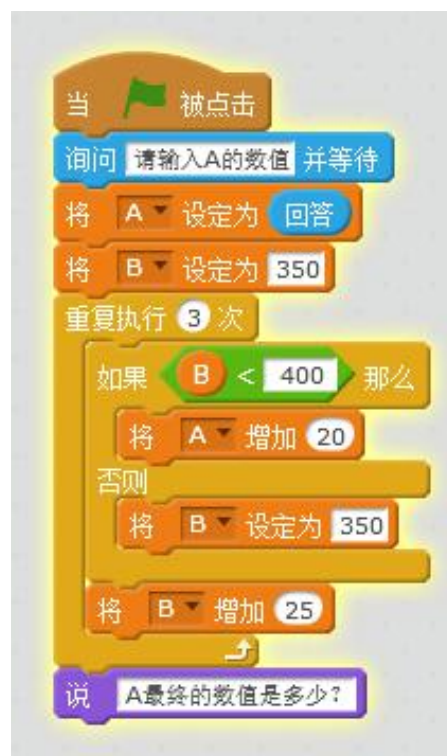 当 被点击
询问 请输入A的数值 并等待
将 A 设定为 回答
将 B 设定为 350
重复执行 3 次
如果 B < 400 那么
将 A 增加 20
否则
将 B 设定为 350
将 B 增加 25
说 A最终的数值是多少?